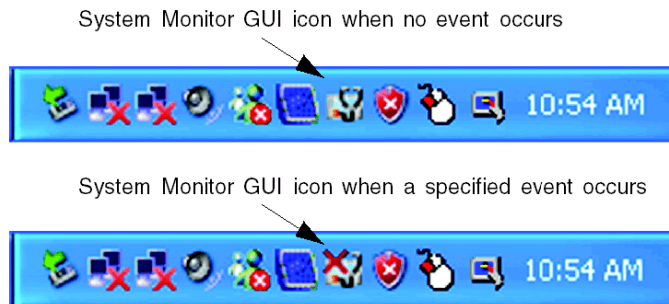 System Monitor GUI icon when no event occurs
10:54 AM
System Monitor GUI icon when a specified event occurs
10:54 AM